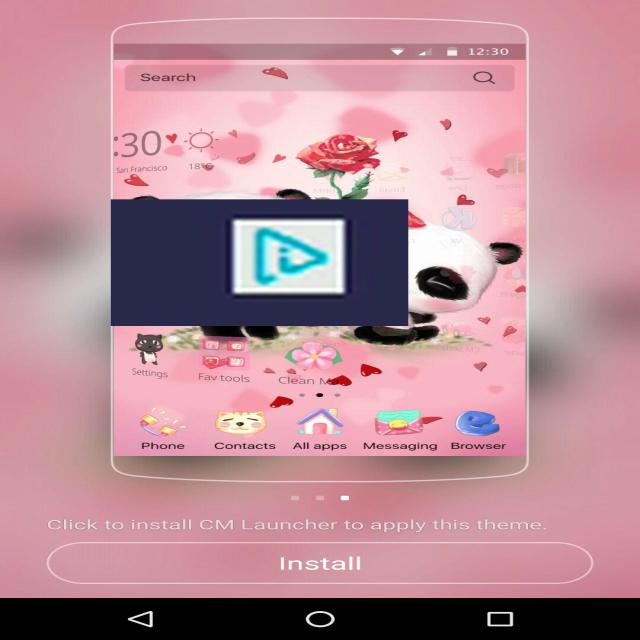 12:30
Search
:30
San Francisco
18°C
Settings
Fav tools
Clean M
Phone
Contacts
All apps
Messaging
Browser
Click to install CM Launcher to apply this theme.
Install